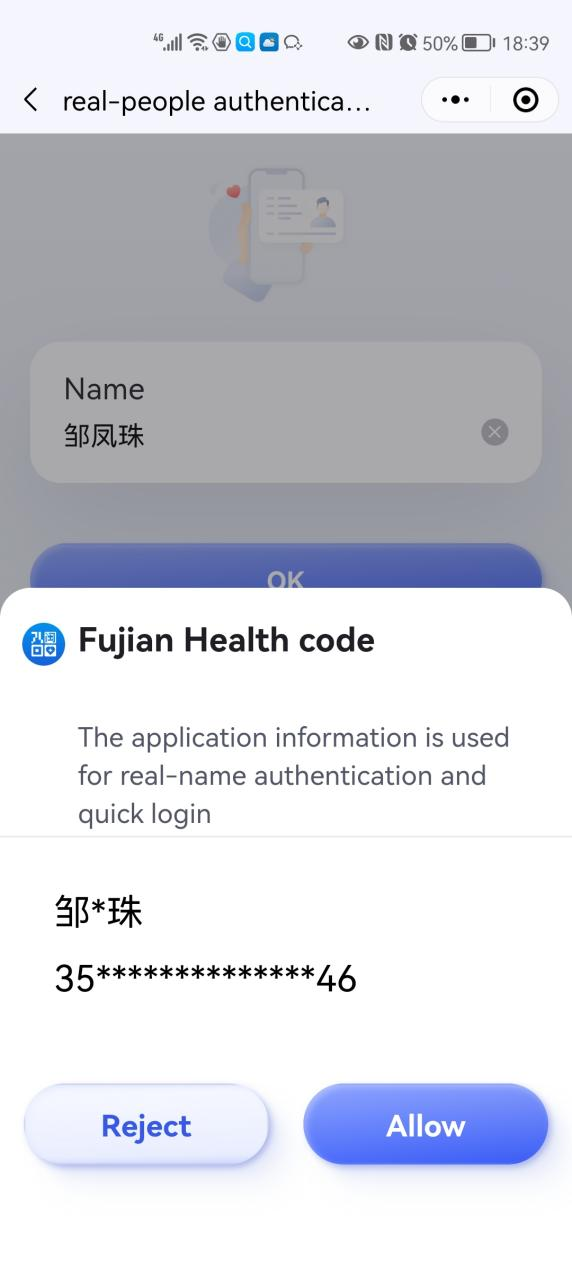 4G 50% 18:39
real-people authentica...
Name
邹凤珠
OK
Fujian Health code
The application information is used
for real-name authentication and
quick login
邹*珠
35**************46
Reject Allow